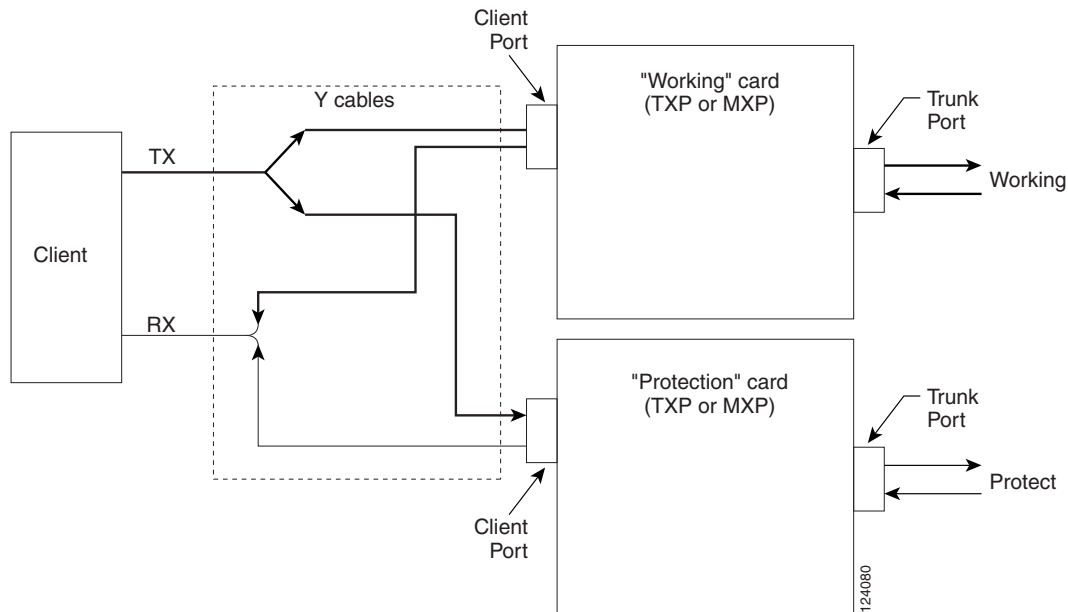 Client
Port
"Working" card
(TXP or MXP)
Trunk
Port
Y cables
TX
Working
Client
RX
"Protection" card
(TXP or MXP)
Trunk
Port
Protect
Client
Port
124080